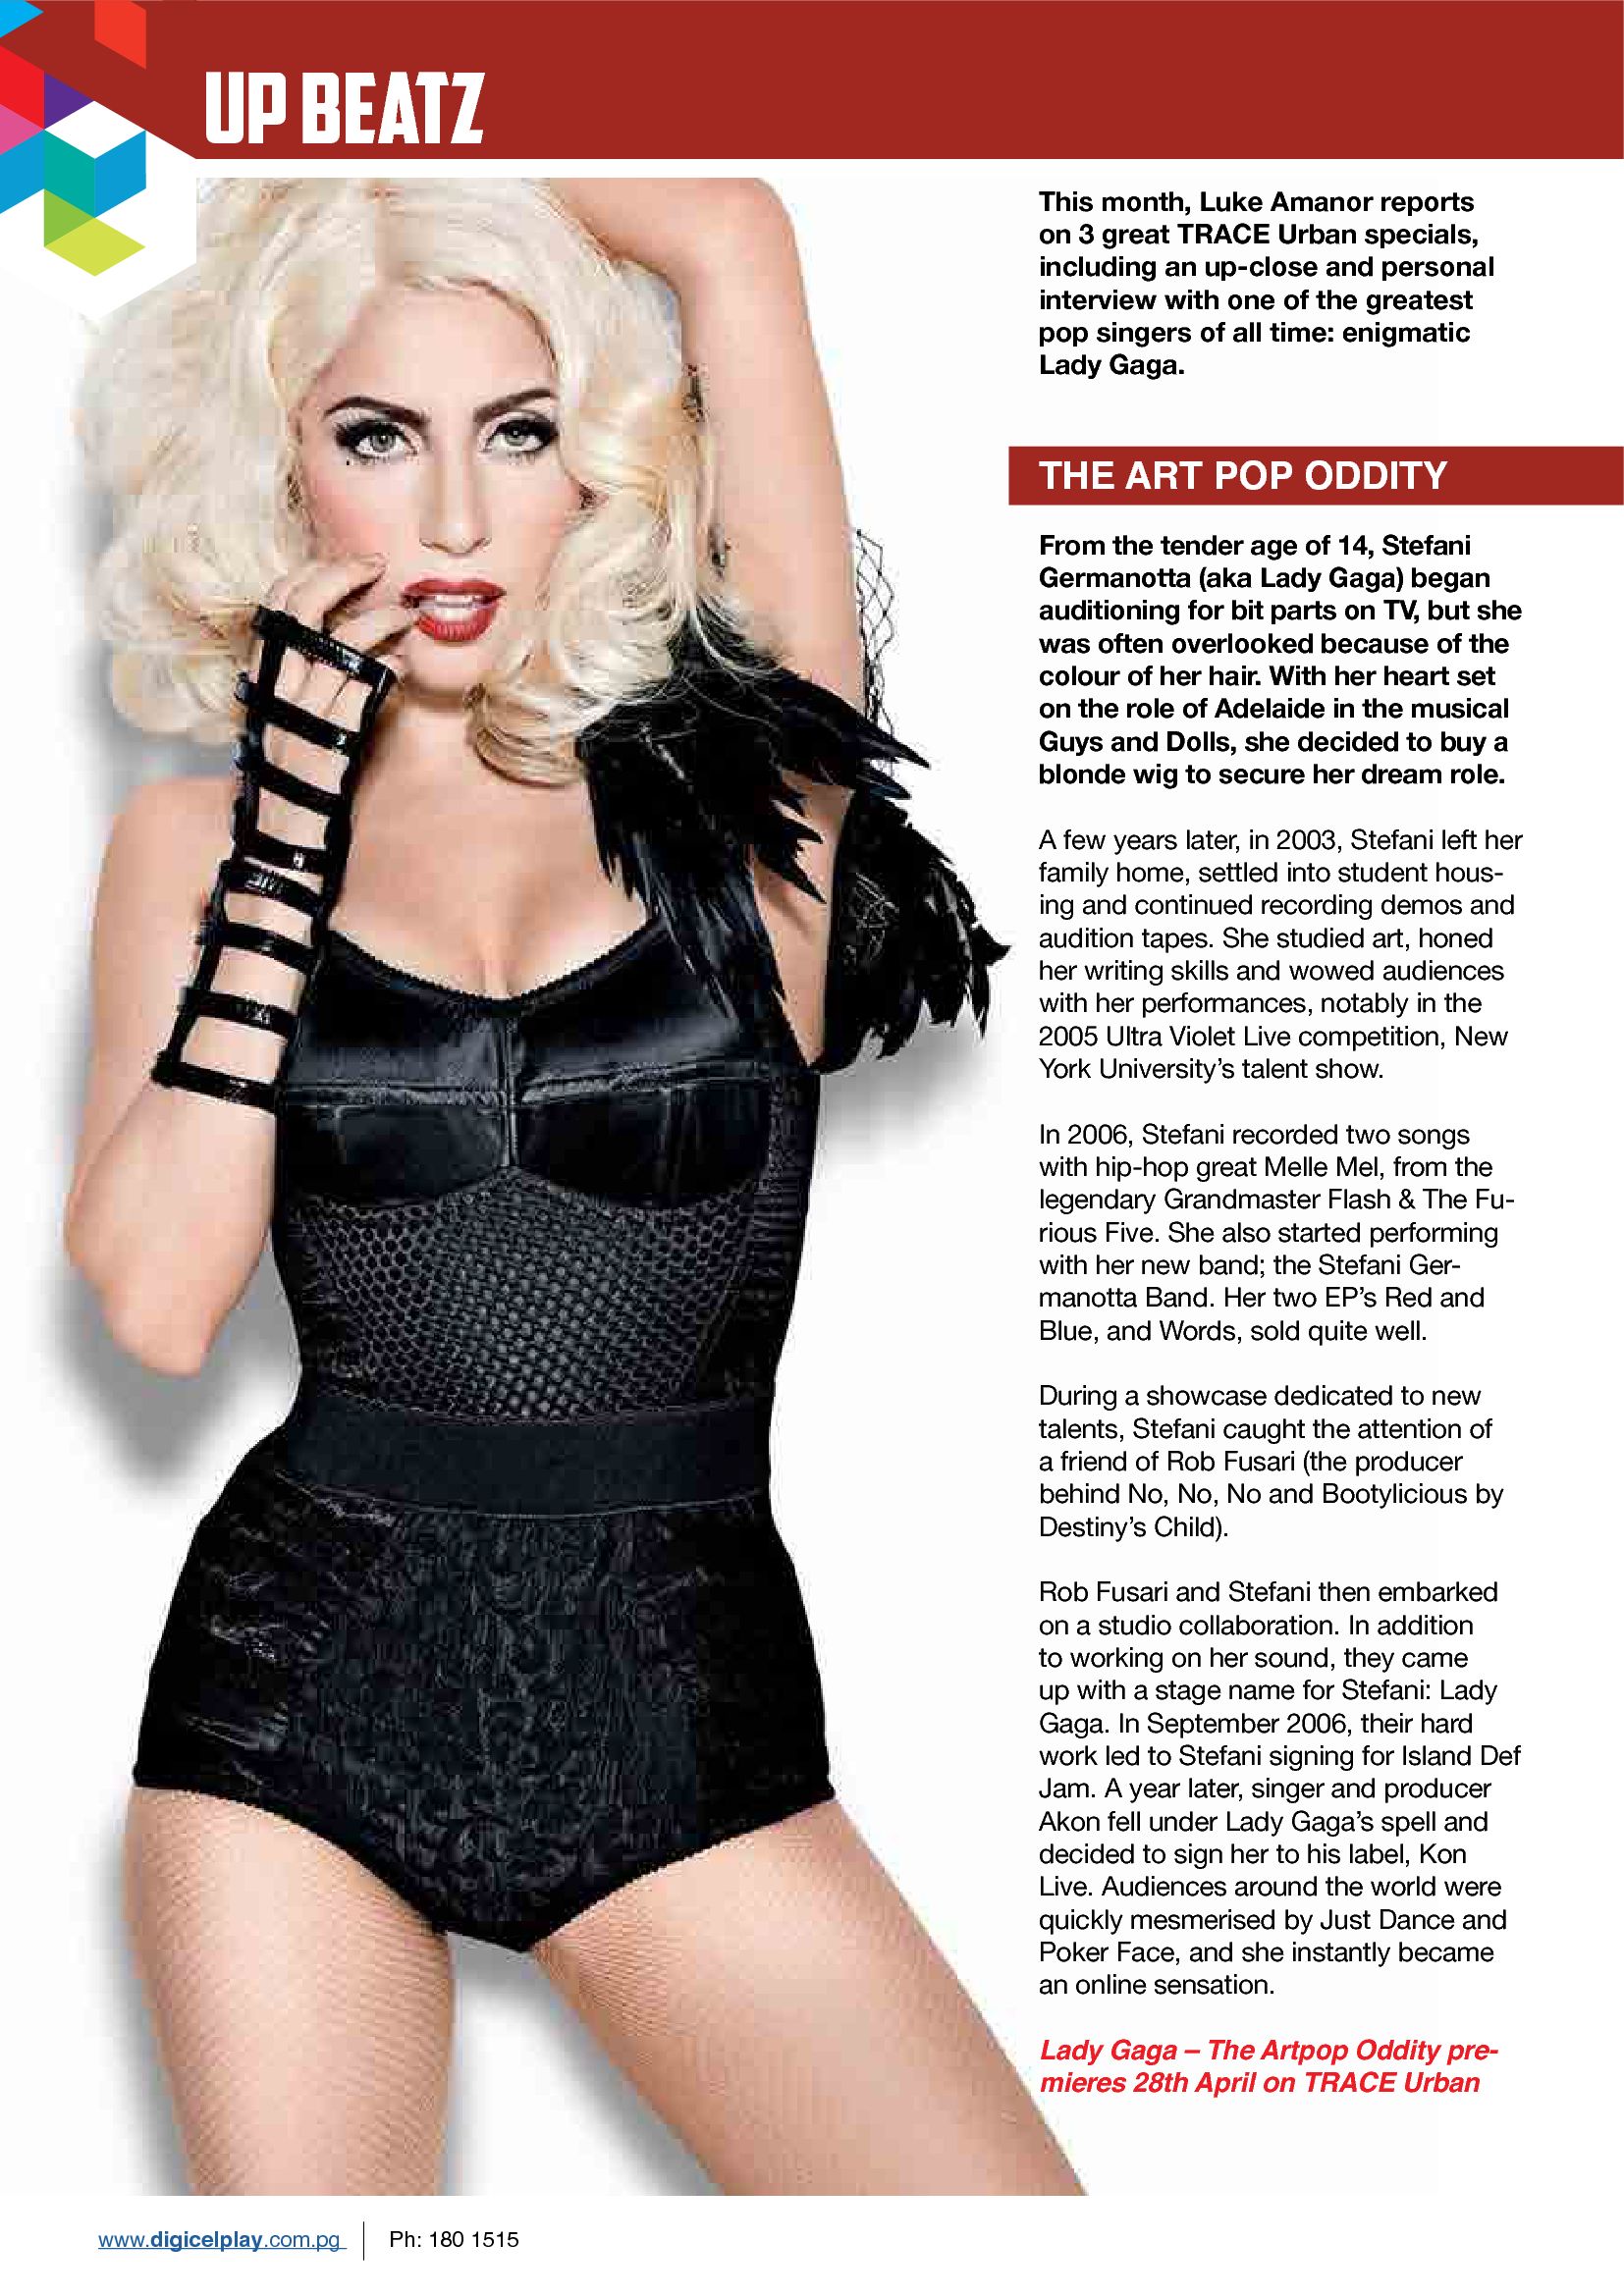 UP BEATZ
This month, Luke Amanor reports
on 3 great TRACE Urban specials,
including an up-close and personal
interview with one of the greatest
pop singers of all time: enigmatic
Lady Gaga.
THE ART POP ODDITY
From the tender age of 14, Stefani
Germanotta (aka Lady Gaga) began
auditioning for bit parts on TV, but she
was often overlooked because of the
colour of her hair. With her heart set
on the role of Adelaide in the musical
Guys and Dolls, she decided to buy a
blonde wig to secure her dream role.
A few years later, in 2003, Stefani left her
family home, settled into student hous-
ing and continued recording demos and
audition tapes. She studied art, honed
her writing skills and wowed audiences
with her performances, notably in the
2005 Ultra Violet Live competition, New
York University's talent show.
In 2006, Stefani recorded two songs
with hip-hop great Melle Mel, from the
legendary Grandmaster Flash & The Fu-
rious Five. She also started performing
with her new band; the Stefani Ger-
manotta Band. Her two EP's Red and
Blue, and Words, sold quite well.
During a showcase dedicated to new
talents, Stefani caught the attention of
a friend of Rob Fusari (the producer
behind No, No, No and Bootylicious by
Destiny's Child).
Rob Fusari and Stefani then embarked
on a studio collaboration. In addition
to working on her sound, they came
up with a stage name for Stefani: Lady
Gaga. In September 2006, their hard
work led to Stefani signing for Island Def
Jam. A year later, singer and producer
Akon fell under Lady Gaga's spell and
decided to sign her to his label, Kon
Live. Audiences around the world were
quickly mesmerised by Just Dance and
Poker Face, and she instantly became
an online sensation.
Lady Gaga – The Artpop Oddity pre-
mieres 28th April on TRACE Urban
www.digicelplay.com.pg Ph: 180 1515